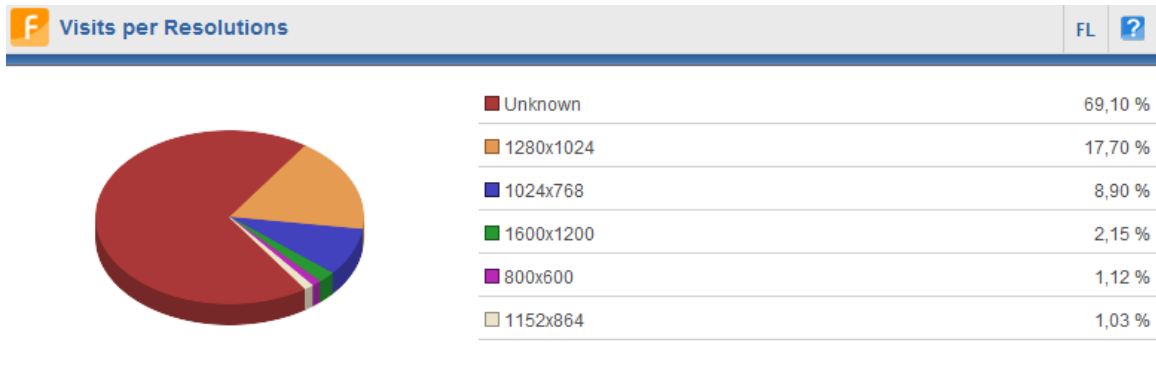 F Visits per Resolutions FL ?
Unknown 69,10 %
1280x1024 17,70 %
1024x768 8,90 %
1600x1200 2,15 %
800x600 1,12 %
1152x864 1,03 %